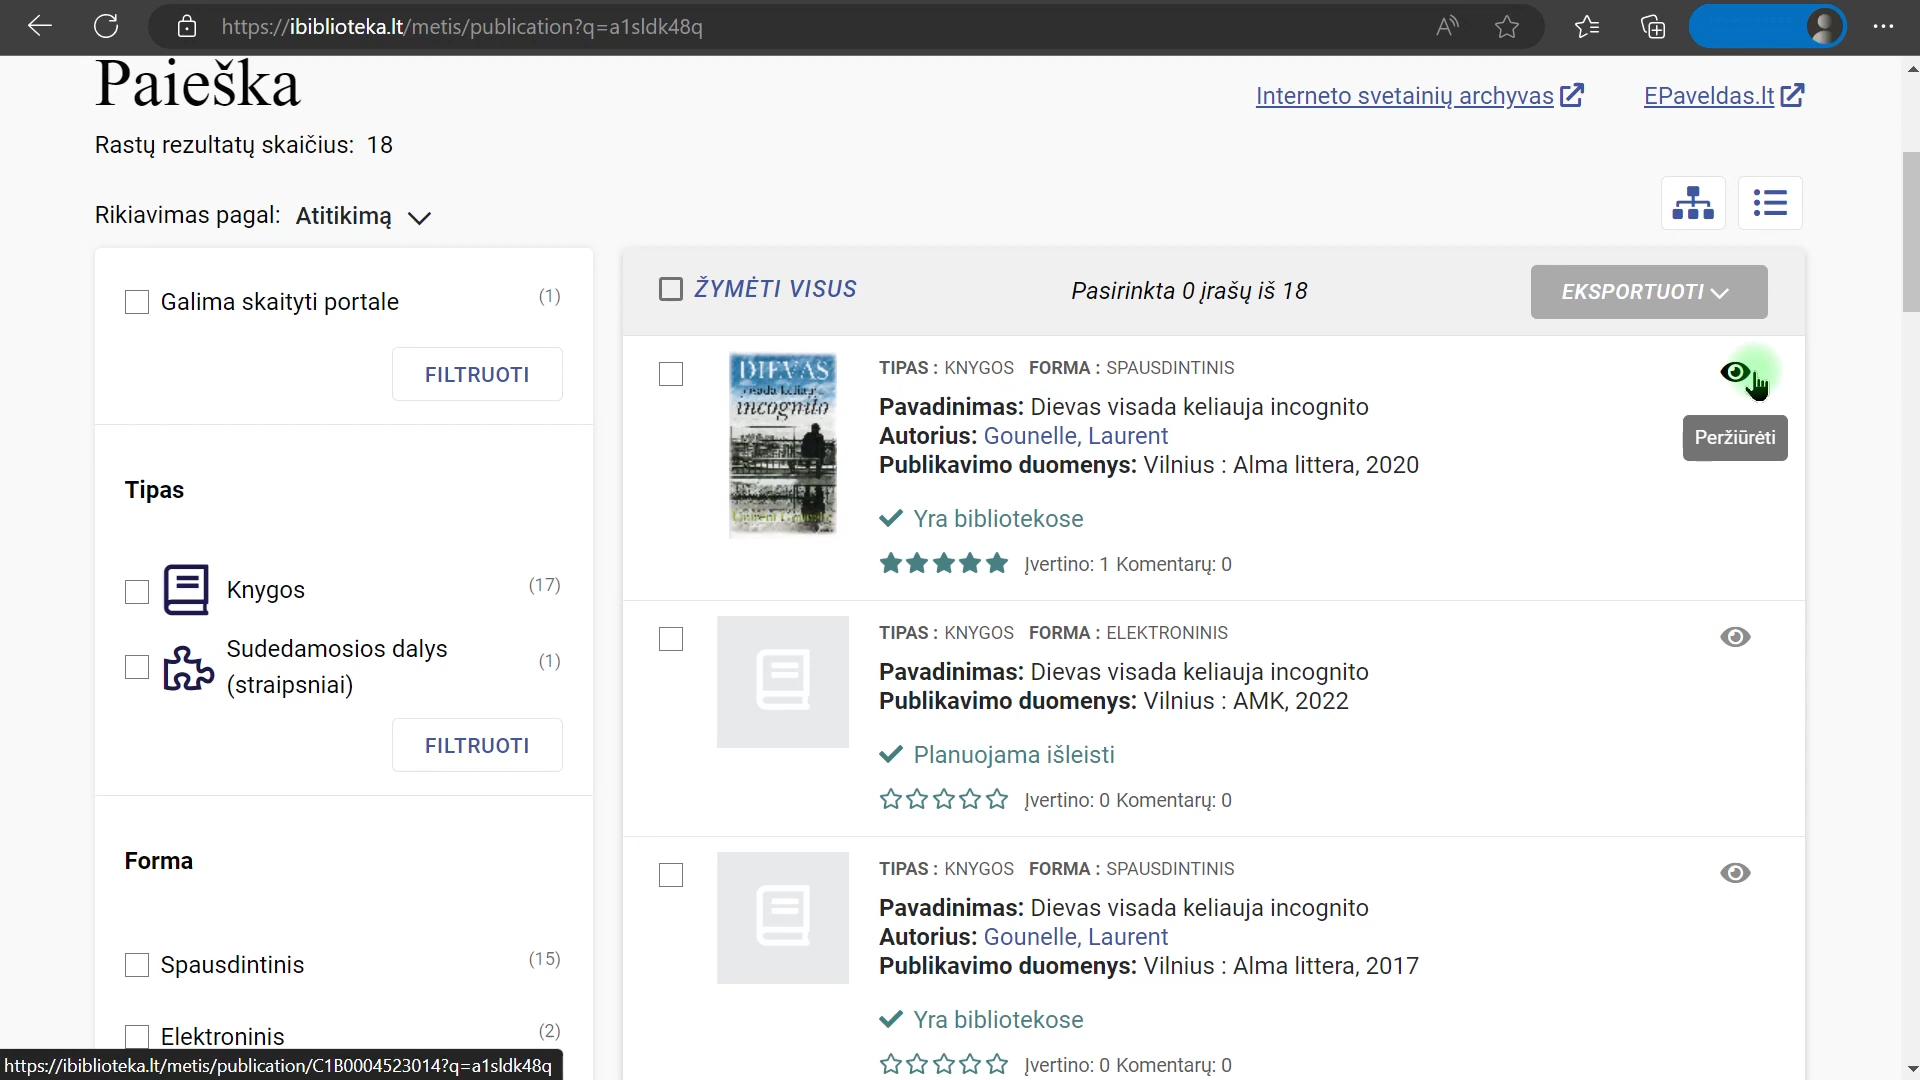 https://ibiblioteka.lt/metis/publication?q=a1sldk48q
Paieška
Interneto svetainių archyvas
EPaveldas.lt
Rastų rezultatų skaičius: 18
Rikiavimas pagal: Atitikimą
Galima skaityti portale (1)
FILTRUOTI
Tipas
Knygos (17)
Sudedamosios dalys (1)
(straipsniai)
FILTRUOTI
Forma
Spausdintinis (15)
Elektroninis (2)
ŽYMĖTI VISUS
Pasirinkta 0 įrašų iš 18
EKSPORTUOTI
DIEVAS
visada keliauja
incognito
Laurent Gounelle
TIPAS : KNYGOS FORMA : SPAUSDINTINIS
Pavadinimas: Dievas visada keliauja incognito
Autorius: Gounelle, Laurent
Publikavimo duomenys: Vilnius : Alma littera, 2020
Yra bibliotekose
Įvertino: 1 Komentarų: 0
Peržiūrėti
TIPAS : KNYGOS FORMA : ELEKTRONINIS
Pavadinimas: Dievas visada keliauja incognito
Publikavimo duomenys: Vilnius : AMK, 2022
Planuojama išleisti
Įvertino: 0 Komentarų: 0
TIPAS : KNYGOS FORMA : SPAUSDINTINIS
Pavadinimas: Dievas visada keliauja incognito
Autorius: Gounelle, Laurent
Publikavimo duomenys: Vilnius : Alma littera, 2017
Yra bibliotekose
Įvertino: 0 Komentarų: 0
https://ibiblioteka.lt/metis/publication/C1B0004523014?q=a1sldk48q